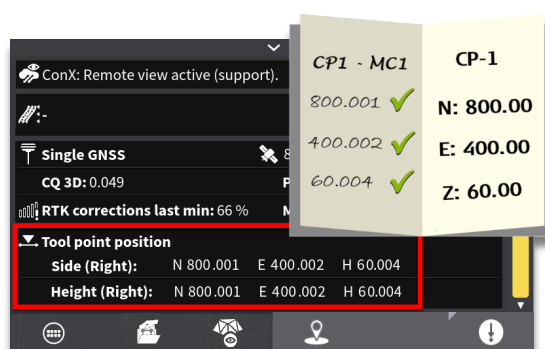 ConX: Remote view active (support).
-
Single GNSS 8
CQ 3D: 0.049 P
RTK corrections last min: 66 % M
Tool point position
Side (Right): N 800.001 E 400.002 H 60.004
Height (Right): N 800.001 E 400.002 H 60.004
CP1 - MC1
800.001
400.002
60.004
CP-1
N: 800.00
E: 400.00
Z: 60.00